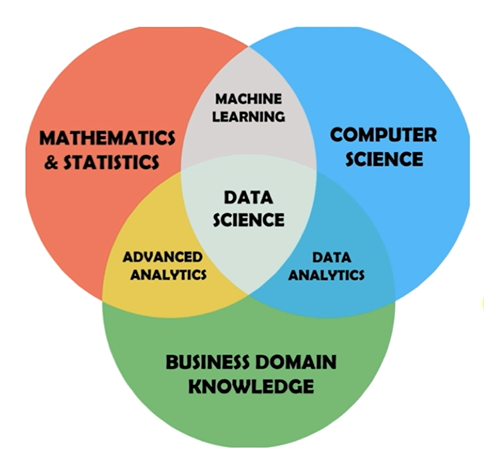 MACHINE
LEARNING
MATHEMATICS
& STATISTICS
COMPUTER
SCIENCE
DATA
SCIENCE
ADVANCED
ANALYTICS
DATA
ANALYTICS
BUSINESS DOMAIN
KNOWLEDGE